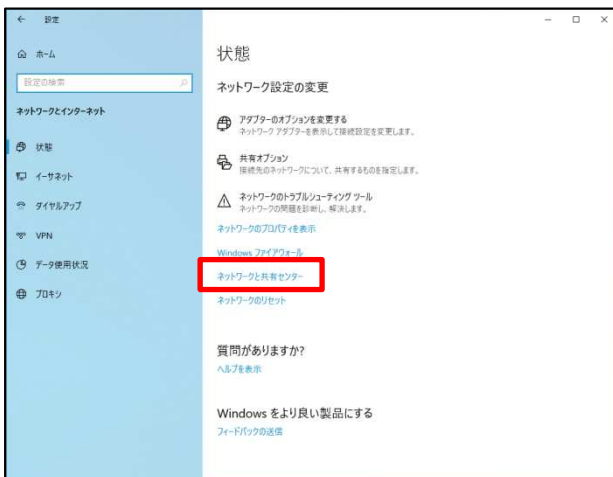 設定
ホーム
設定の検索
ネットワークとインターネット
状態
イーサネット
ダイヤルアップ
VPN
データ使用状況
プロキシ
状態
ネットワーク設定の変更
アダプターのオプションを変更する
ネットワーク アダプターを表示して接続設定を変更します。
共有オプション
接続先のネットワークについて、共有するものを指定します。
ネットワークのトラブルシューティング ツール
ネットワークの問題を診断し、解決します。
ネットワークのプロパティを表示
Windows ファイアウォール
ネットワークと共有センター
ネットワークのリセット
質問がありますか?
ヘルプを表示
Windows をより良い製品にする
フィードバックの送信